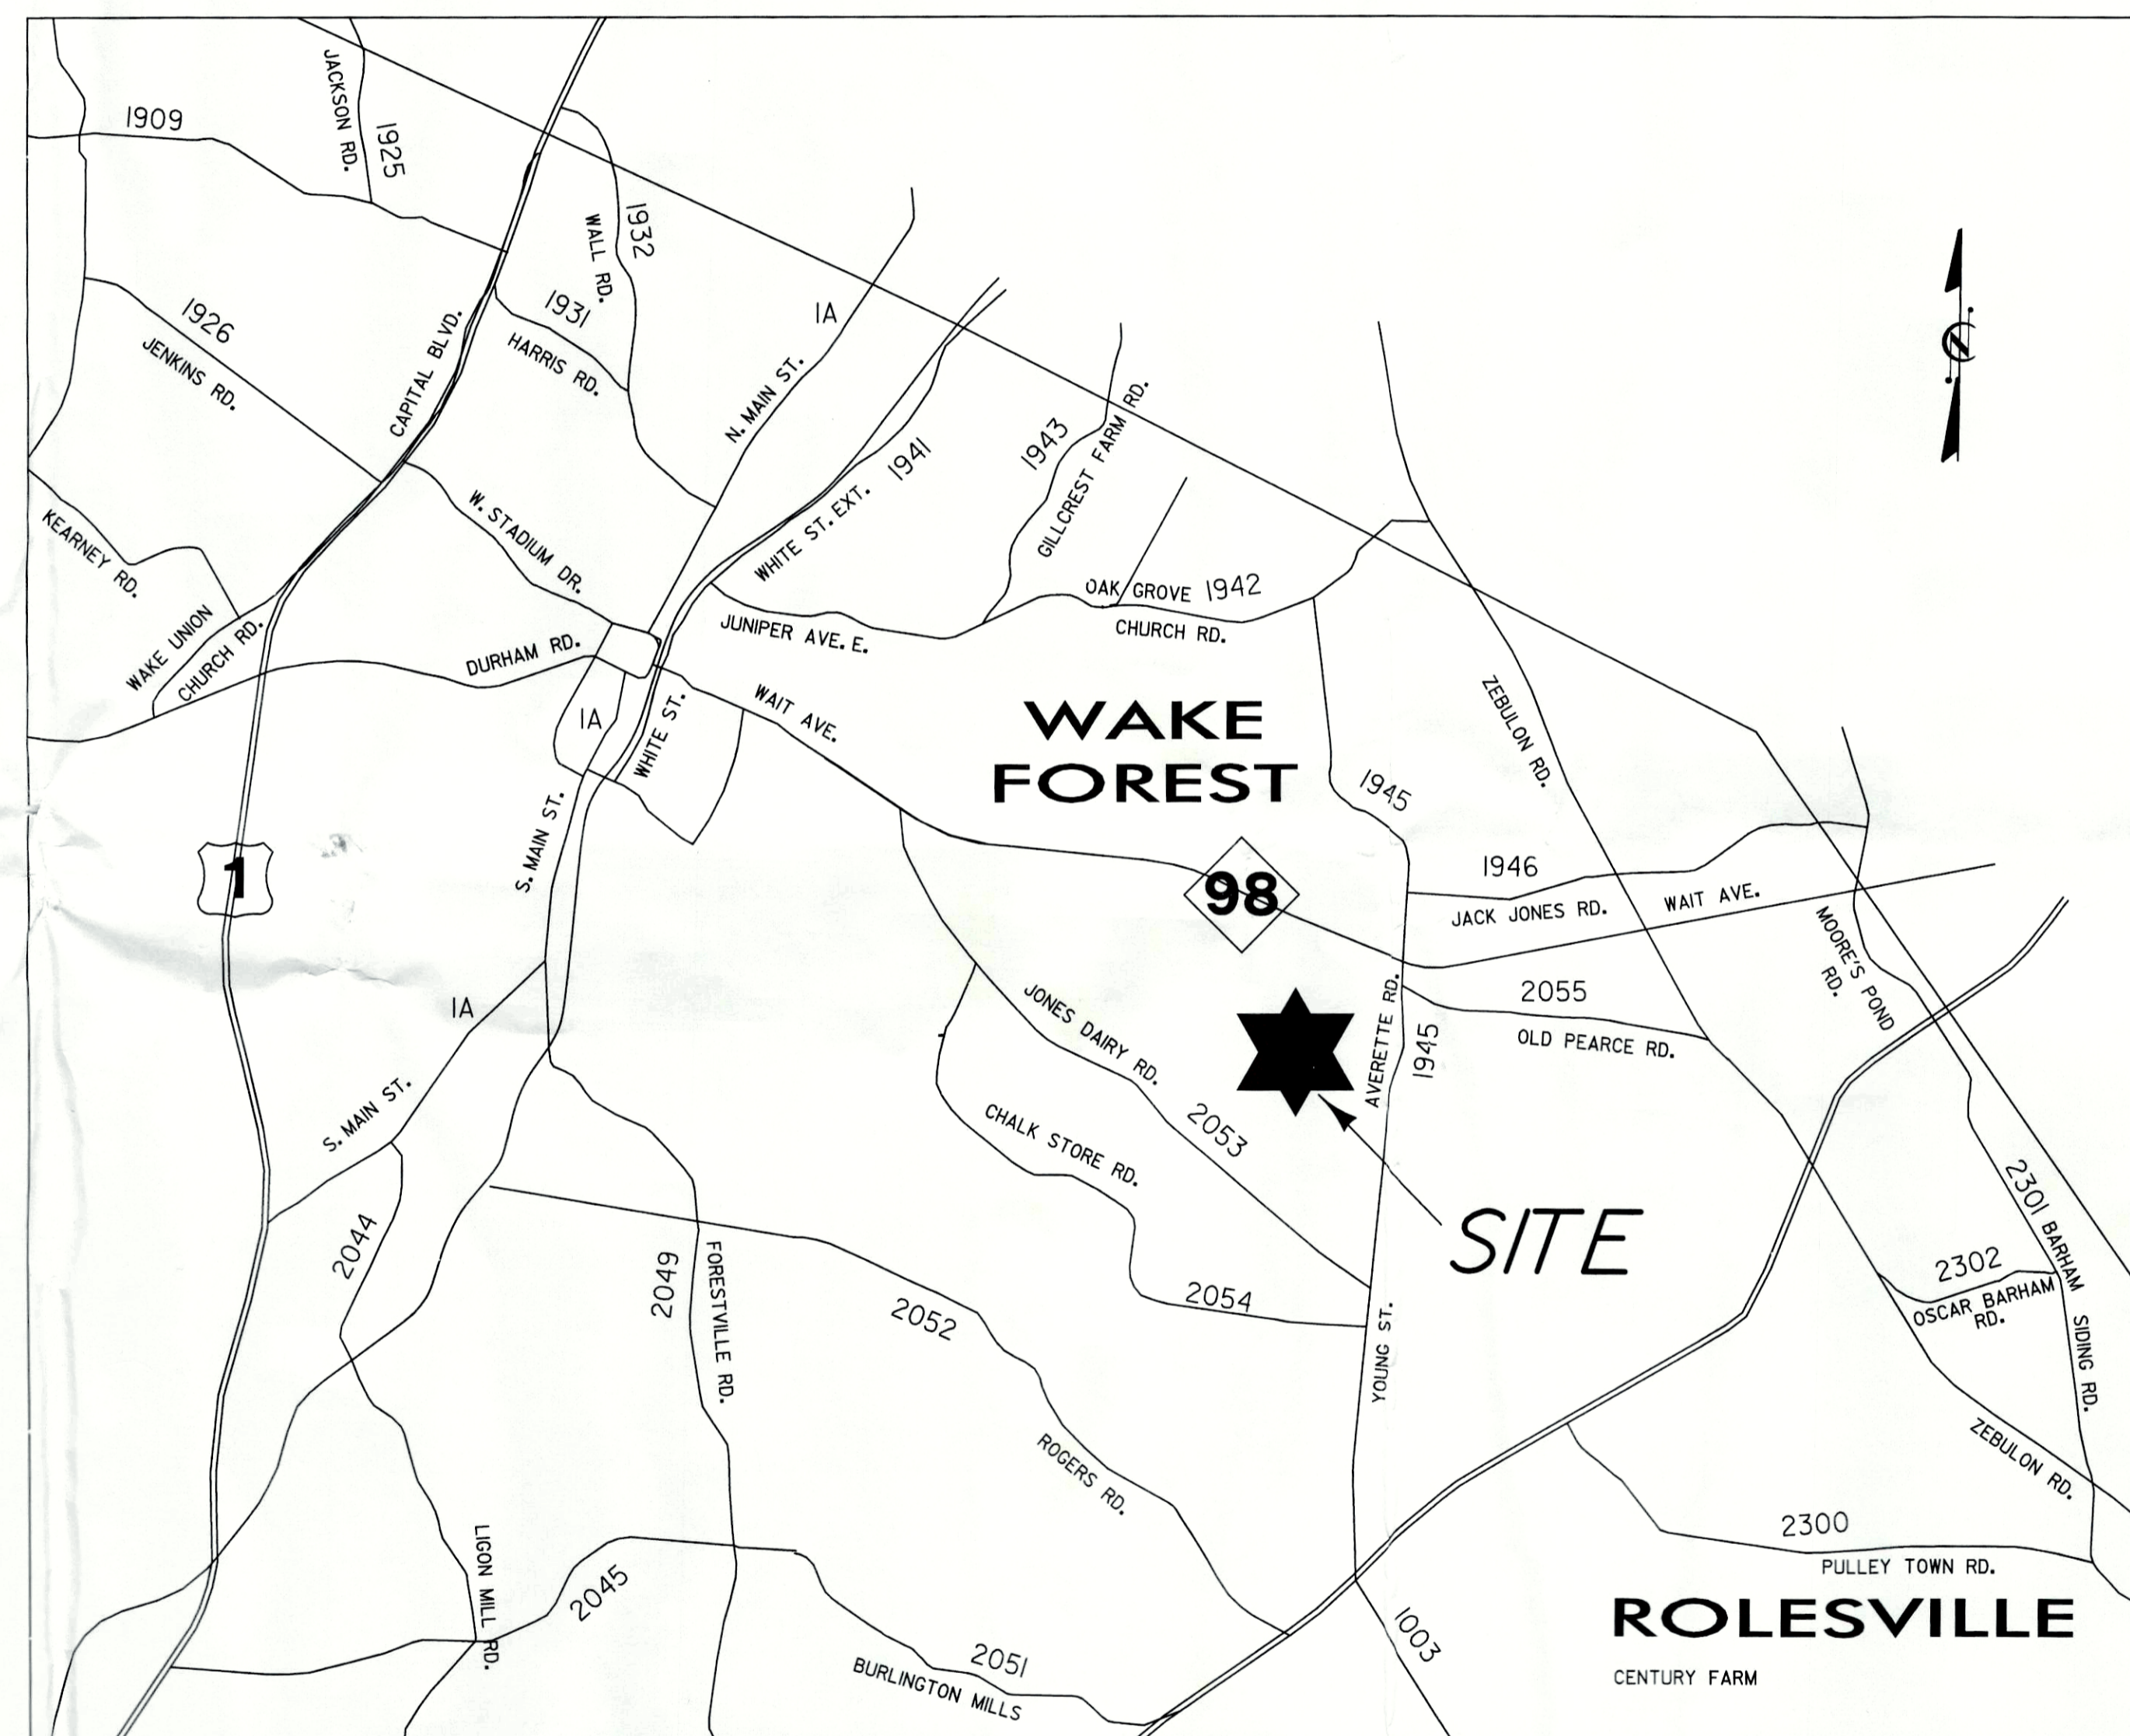 JACKSON RD.
1925
1909
1932
WALL RD.
1926
JENKINS RD.
CAPITAL BLVD.
1931
HARRIS RD.
1A
N. MAIN ST.
1941
WHITE ST. EXT.
1943
GILLCREST FARM RD.
KEARNEY RD.
W. STADIUM DR.
OAK GROVE 1942
CHURCH RD.
WAKE UNION
CHURCH RD.
DURHAM RD.
JUNIPER AVE. E.
1A
WHITE ST.
WAIT AVE.
WAKE
FOREST
ZEBULON RD.
1945
S. MAIN ST.
1
98
1946
JACK JONES RD.
WAIT AVE.
MOORE'S POND
RD.
1A
S. MAIN ST.
JONES DAIRY RD.
2053
CHALK STORE RD.
AVERETTE RD.
1945
2055
OLD PEARCE RD.
SITE
2044
2049
FORESTVILLE RD.
2052
ROGERS RD.
2054
YOUNG ST.
2301 BARHAM SIDING RD.
2302
OSCAR BARHAM
RD.
ZEBULON RD.
LIGON MILL RD.
2045
2051
BURLINGTON MILLS
1003
2300
PULLEY TOWN RD.
ROLESVILLE
CENTURY FARM
N